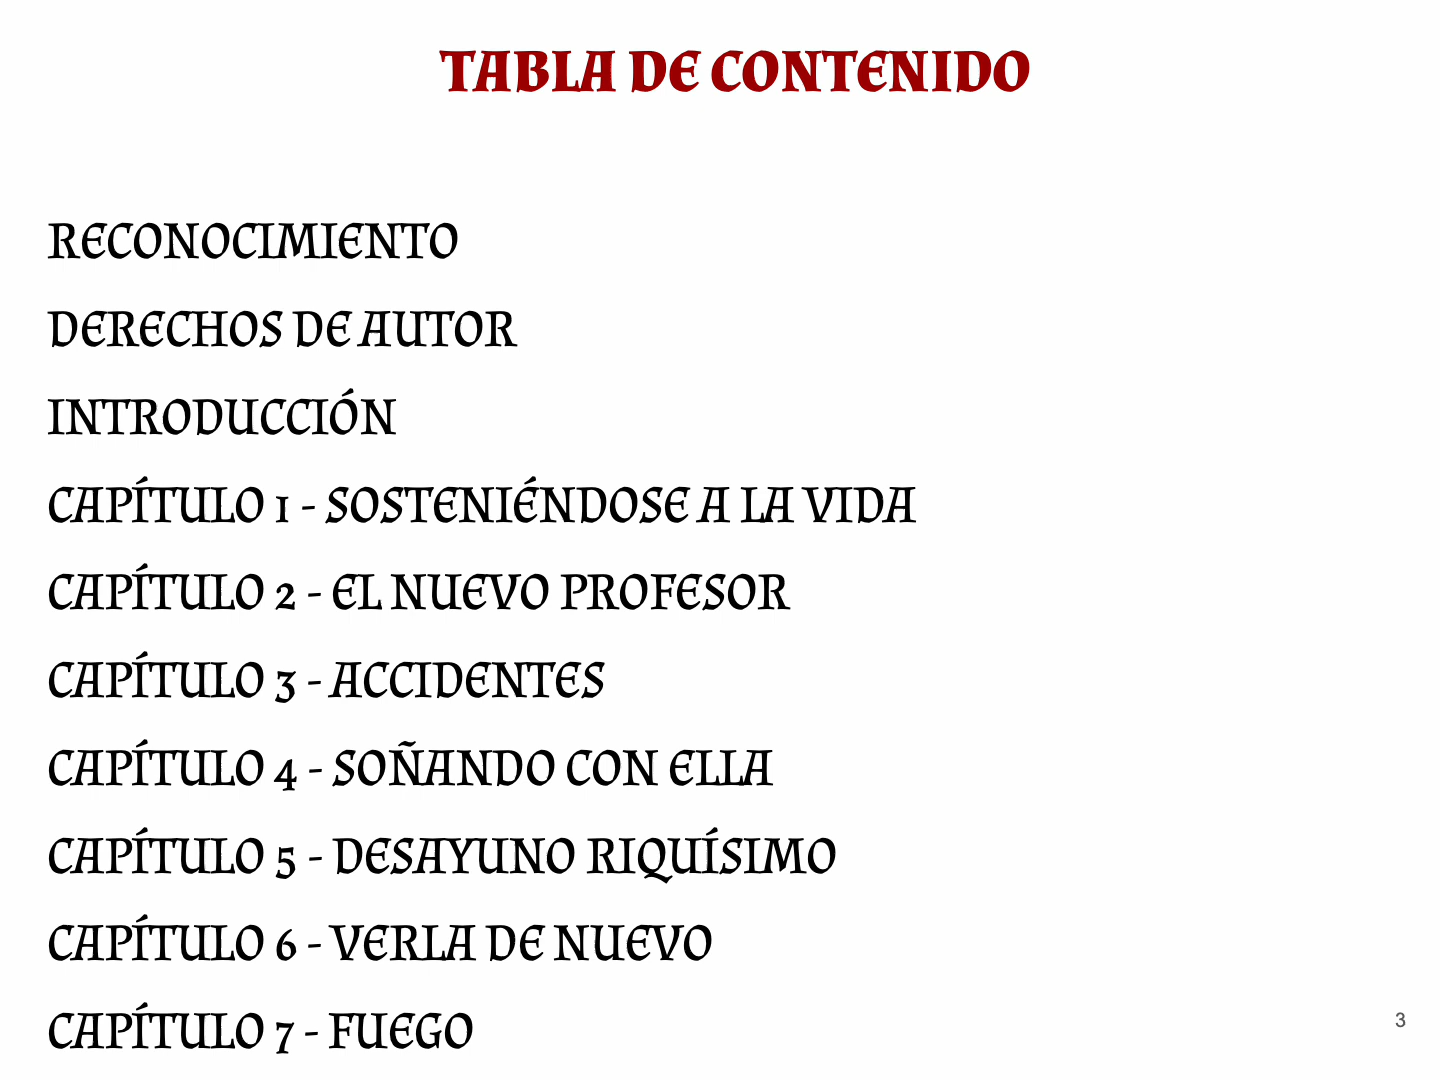 TABLA DE CONTENIDO
RECONOCIMIENTO
DERECHOS DE AUTOR
INTRODUCCIÓN
CAPÍTULO 1 - SOSTENIÉNDOSE A LA VIDA
CAPÍTULO 2 - EL NUEVO PROFESOR
CAPÍTULO 3 - ACCIDENTES
CAPÍTULO 4 - SOÑANDO CON ELLA
CAPÍTULO 5 - DESAYUNO RIQUÍSIMO
CAPÍTULO 6 - VERLA DE NUEVO
CAPÍTULO 7 - FUEGO
3